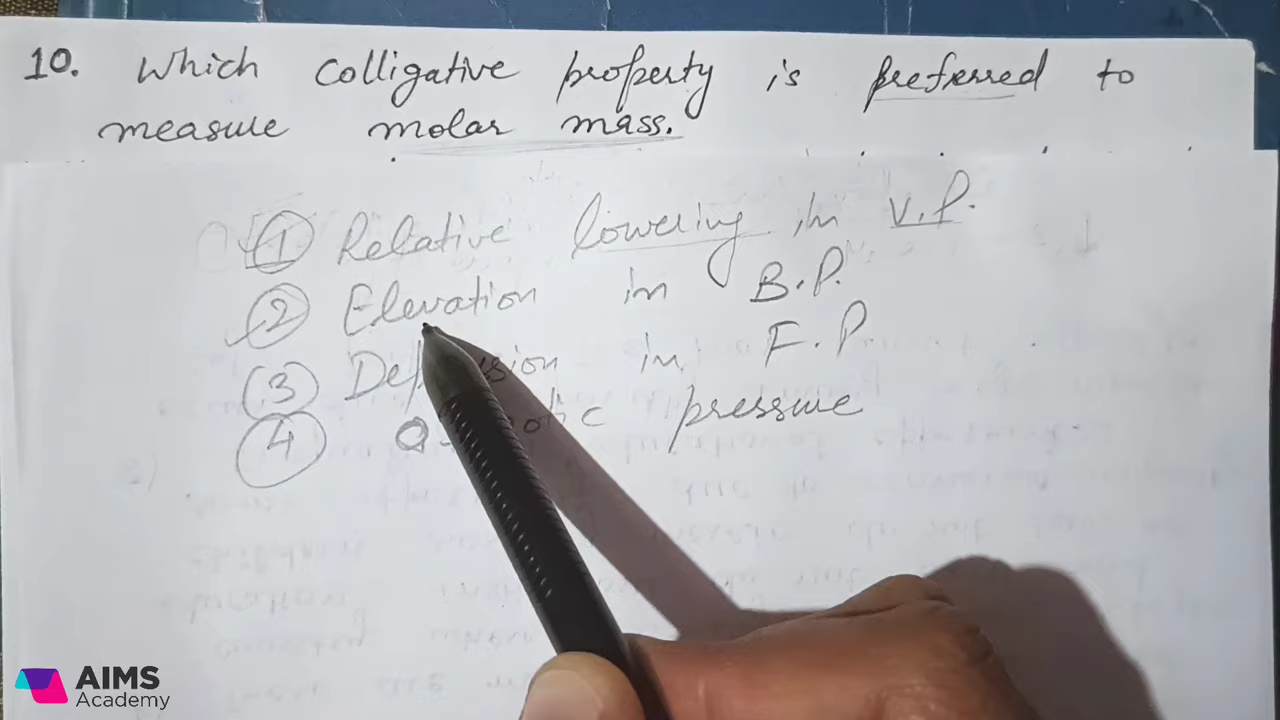 10. Which colligative property is preferred to
measure molar mass.
(1) Relative lowering in V.P.
(2) Elevation in B.P.
(3) in F.P.
(4) pressure
AIMS
Academy